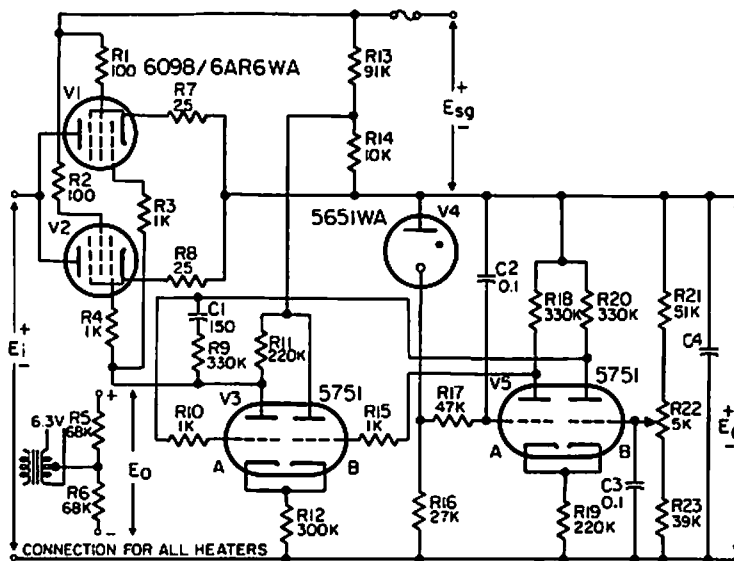 R1
100
6098/6AR6WA
V1
R7
25
R13
91K
+
Esg
-
R14
10K
R2
100
R3
1K
V2
R8
25
5651WA
V4
C2
0.1
R18
330K
R20
330K
R21
51K
C4
+
Ei
-
R4
1K
C1
150
R9
330K
R11
220K
V3
5751
R17
47K
V5
5751
R22
5K
6.3V
+
R5
68K
R6
68K
-
Eo
R10
1K
R15
1K
A
B
A
B
C3
0.1
+
R12
300K
R16
27K
R19
220K
R23
39K
CONNECTION FOR ALL HEATERS